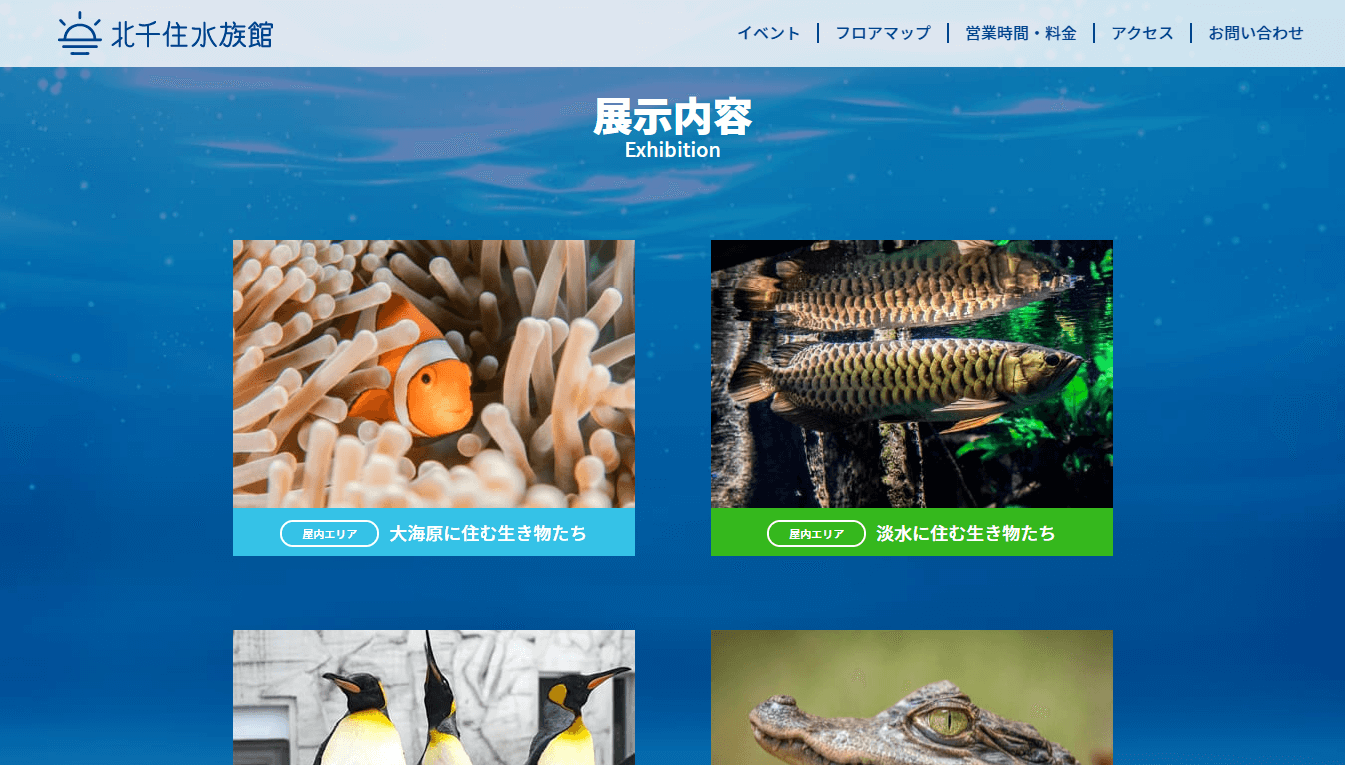 北千住水族館
イベント
フロアマップ
営業時間・料金
アクセス
お問い合わせ
展示内容
Exhibition
屋内エリア 大海原に住む生き物たち
屋内エリア 淡水に住む生き物たち